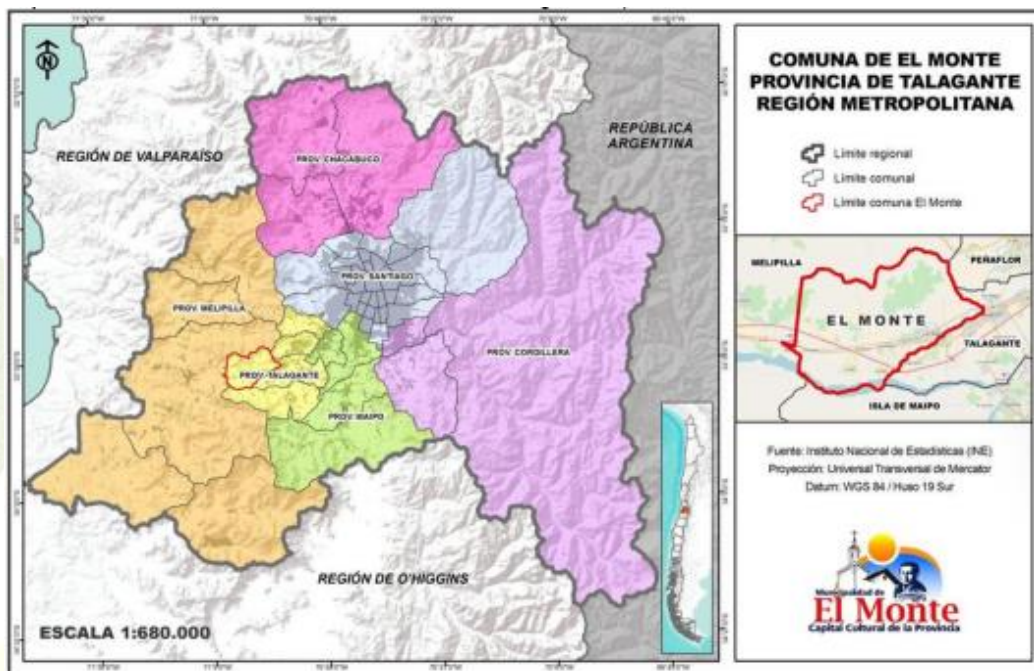 N
REGIÓN DE VALPARAÍSO
REPÚBLICA
ARGENTINA
PROV. CHACABUCO
PROV. SANTIAGO
PROV. MELIPILLA
PROV. CORDILLERA
PROV. TALAGANTE
PROV. MAIPO
REGIÓN DE O'HIGGINS
ESCALA 1:680.000
COMUNA DE EL MONTE
PROVINCIA DE TALAGANTE
REGIÓN METROPOLITANA
Límite regional
Límite comunal
Límite comuna El Monte
MELIPILLA
PEÑAFLOR
EL MONTE
TALAGANTE
ISLA DE MAIPO
Fuente: Instituto Nacional de Estadísticas (INE)
Proyección: Universal Transversal de Mercator
Datum: WGS 84 / Huso 19 Sur
Municipalidad de
El Monte
Capital Cultural de la Provincia